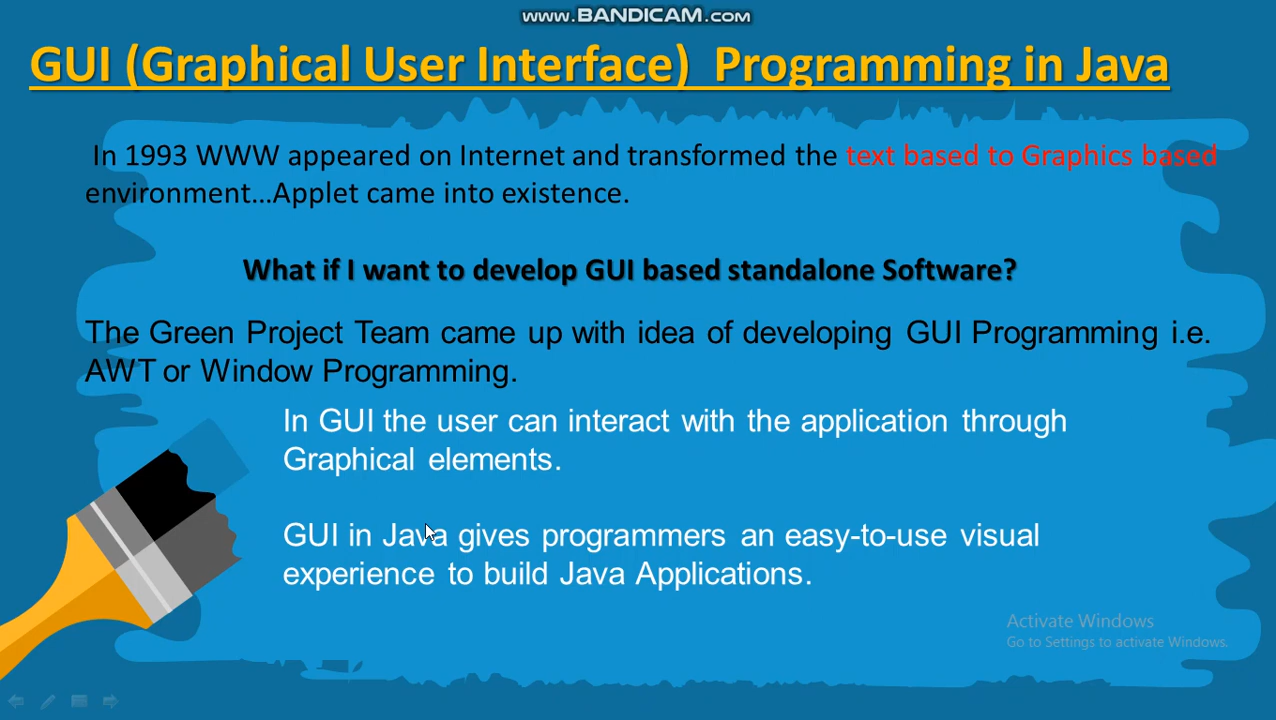 www.BANDICAM.com
GUI (Graphical User Interface) Programming in Java
In 1993 WWW appeared on Internet and transformed the text based to Graphics based
environment...Applet came into existence.
What if I want to develop GUI based standalone Software?
The Green Project Team came up with idea of developing GUI Programming i.e.
AWT or Window Programming.
In GUI the user can interact with the application through
Graphical elements.
GUI in Java gives programmers an easy-to-use visual
experience to build Java Applications.
Activate Windows
Go to Settings to activate Windows.